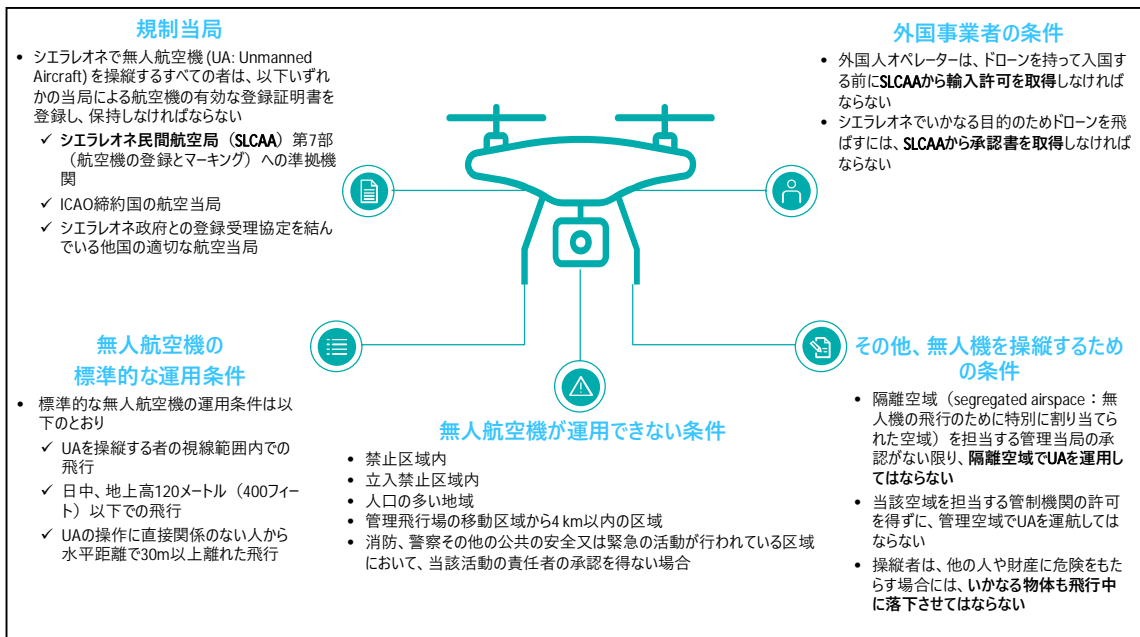 規制当局
• シエラレオネで無人航空機 (UA: Unmanned
Aircraft) を操縦するすべての者は、以下いずれ
かの当局による航空機の有効な登録証明書を
登録し、保持しなければならない
✓ シエラレオネ民間航空局（SLCAA）第7部
（航空機の登録とマーキング）への準拠機
関
✓ ICAO締約国の航空当局
✓ シエラレオネ政府との登録受理協定を結ん
でいる他国の適切な航空当局
外国事業者の条件
• 外国人オペレーターは、ドローンを持って入国す
る前にSLCAAから輸入許可を取得しなければ
ならない
• シエラレオネでいかなる目的のためドローンを飛
ばすには、SLCAAから承認書を取得しなければ
ならない
無人航空機の
標準的な運用条件
• 標準的な無人航空機の運用条件は以
下のとおり
✓ UAを操縦する者の視線範囲内での
飛行
✓ 日中、地上高120メートル（400フィー
ト）以下での飛行
✓ UAの操作に直接関係のない人から
水平距離で30m以上離れた飛行
無人航空機が運用できない条件
• 禁止区域内
• 立入禁止区域内
• 人口の多い地域
• 管理飛行場の移動区域から4 km以内の区域
• 消防、警察その他の公共の安全又は緊急の活動が行われている区域
において、当該活動の責任者の承認を得ない場合
その他、無人機を操縦するため
の条件
• 隔離空域（segregated airspace：無
人機の飛行のために特別に割り当てら
れた空域）を担当する管理当局の承
認がない限り、隔離空域でUAを運用し
てはならない
• 当該空域を担当する管制機関の許可
を得ずに、管理空域でUAを運航しては
ならない
• 操縦者は、他の人や財産に危険をもた
らす場合には、いかなる物体も飛行中
に落下させてはならない